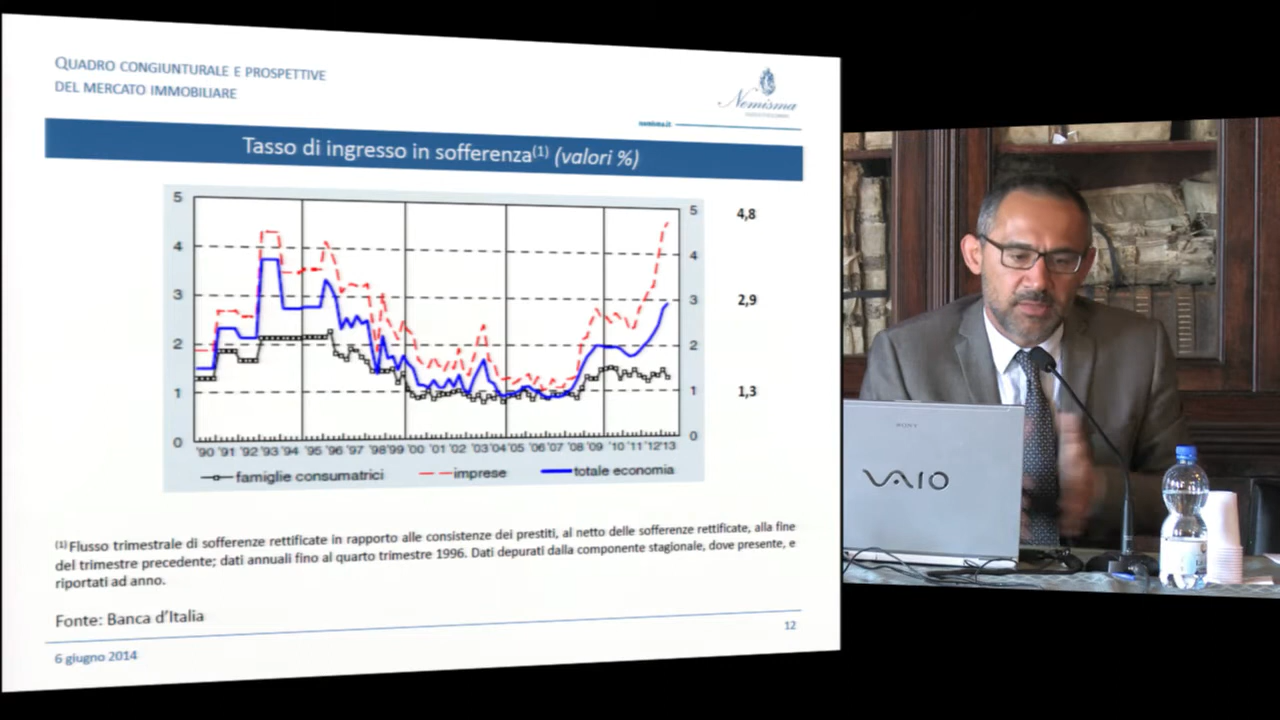 QUADRO CONGIUNTURALE E PROSPETTIVE
DEL MERCATO IMMOBILIARE
Nomisma
nomisma.it
Tasso di ingresso in sofferenza(1) (valori %)
5 5 4,8
4 4
3 3 2,9
2 2
1 1 1,3
0 0
'90 '91 '92 '93 '94 '95 '96 '97 '98 '99 '00 '01 '02 '03 '04 '05 '06 '07 '08 '09 '10 '11 '12 '13
famiglie consumatrici imprese totale economia
(1) Flusso trimestrale di sofferenze rettificate in rapporto alle consistenze dei prestiti, al netto delle sofferenze rettificate, alla fine
del trimestre precedente; dati annuali fino al quarto trimestre 1996. Dati depurati dalla componente stagionale, dove presente, e
riportati ad anno.
Fonte: Banca d'Italia
12
6 giugno 2014
SONY
VAIO